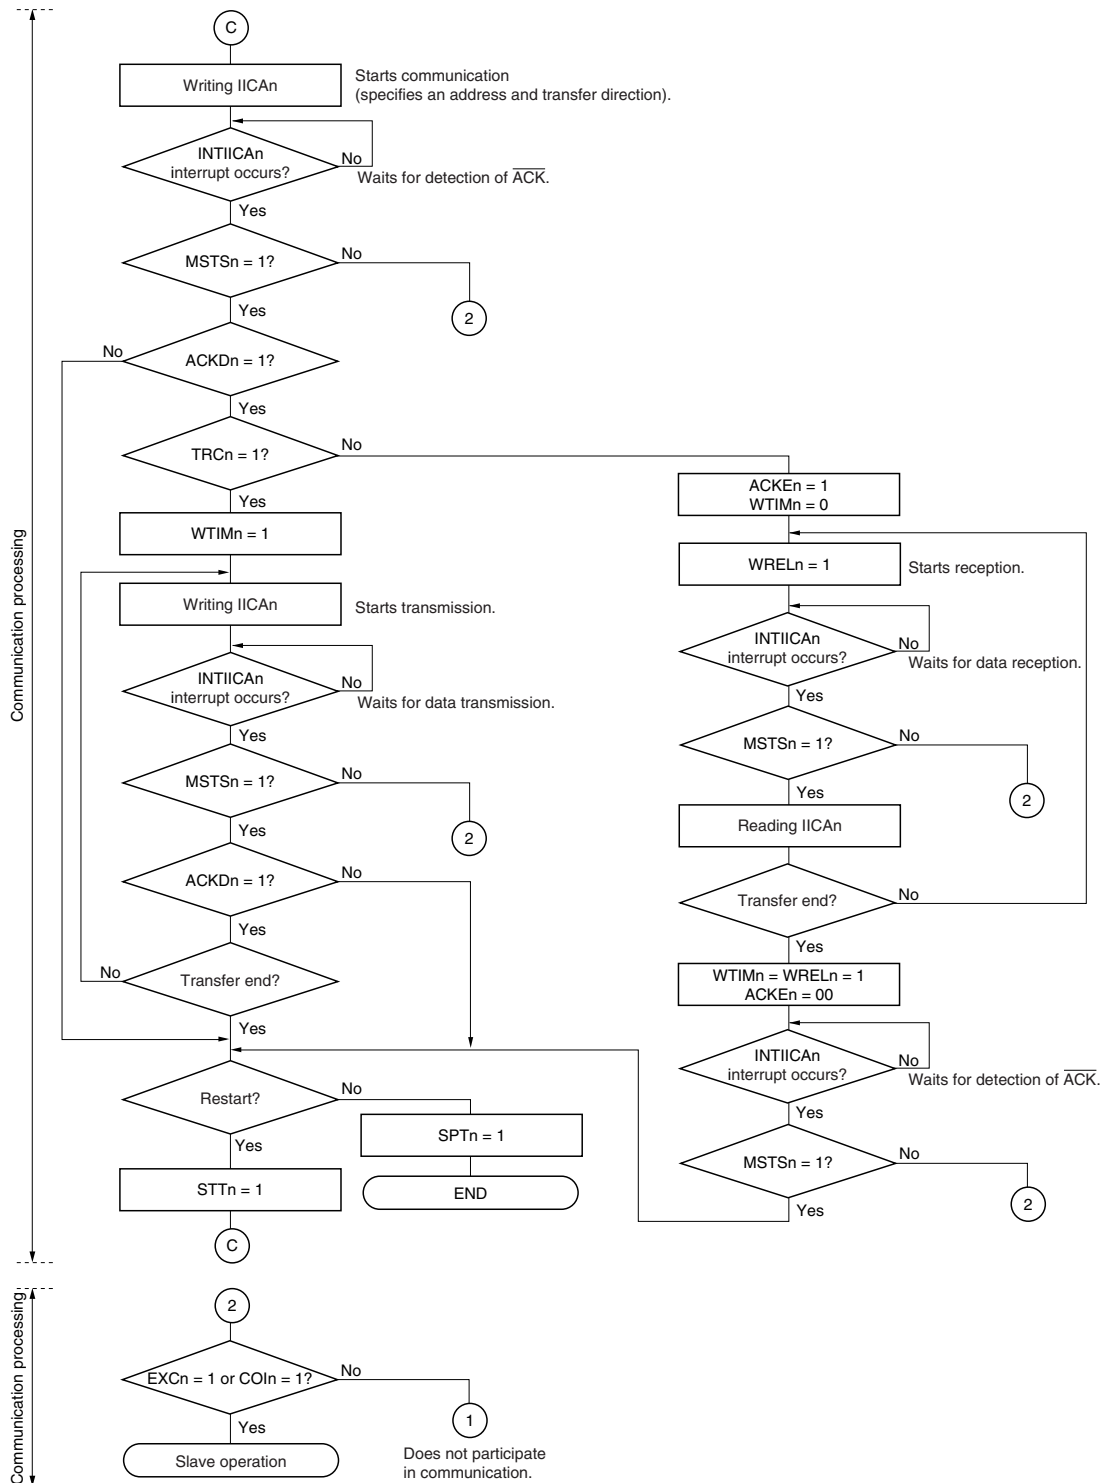 C
Writing IICAn
Starts communication
(specifies an address and transfer direction).
INTIICAn
interrupt occurs?
No
Waits for detection of ACK.
Yes
MSTSn = 1?
No
2
Yes
No
ACKDn = 1?
Yes
TRCn = 1?
No
Yes
WTIMn = 1
Writing IICAn
Starts transmission.
INTIICAn
interrupt occurs?
No
Waits for data transmission.
Yes
MSTSn = 1?
No
2
Yes
ACKDn = 1?
No
Yes
No
Transfer end?
Yes
Restart?
No
Yes
SPTn = 1
END
STTn = 1
C
ACKEn = 1
WTIMn = 0
WRELn = 1
Starts reception.
INTIICAn
interrupt occurs?
No
Waits for data reception.
Yes
MSTSn = 1?
No
2
Yes
Reading IICAn
Transfer end?
No
Yes
WTIMn = WRELn = 1
ACKEn = 00
INTIICAn
interrupt occurs?
No
Waits for detection of ACK.
Yes
MSTSn = 1?
No
2
Yes
Communication processing
2
EXCn = 1 or COIn = 1?
No
1
Does not participate
in communication.
Yes
Slave operation
Communication processing